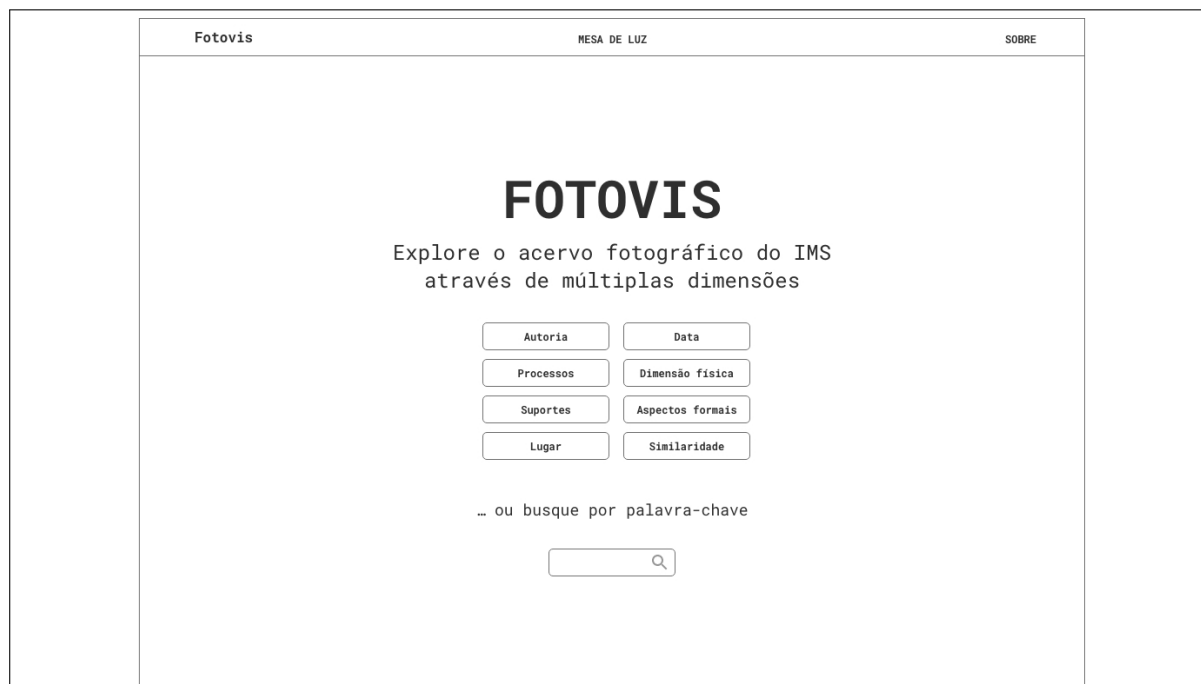 Fotovis
MESA DE LUZ
SOBRE
FOTOVIS
Explore o acervo fotográfico do IMS
através de múltiplas dimensões
Autoria
Data
Processos
Dimensão física
Suportes
Aspectos formais
Lugar
Similaridade
… ou busque por palavra-chave